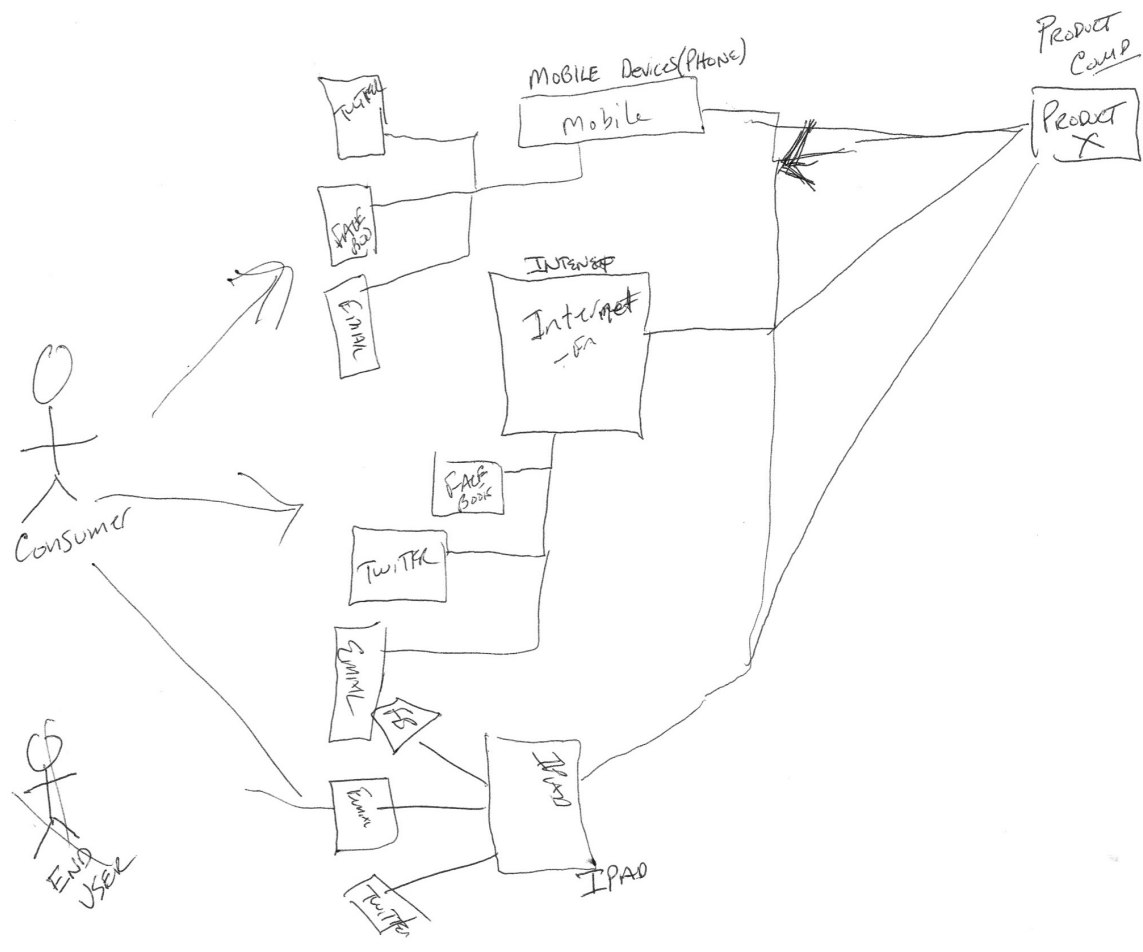 PRODUCT
COMP
MOBILE DEVICES(PHONE)
Mobile
PRODUCT
X
TWITTER
FACE
BOO
EMAIL
Internet
FACE
BOOK
TWITTER
Consumer
EMAIL
FB
IPAD
EMAIL
IPAD
TWITTER
END
USER